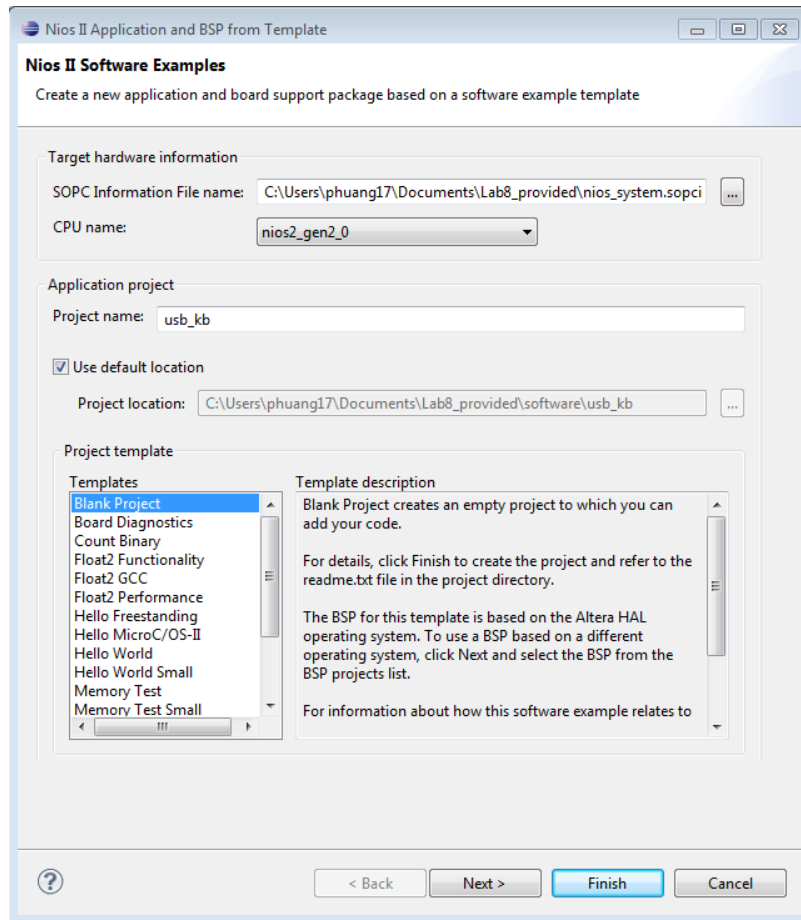 Nios II Application and BSP from Template
Nios II Software Examples
Create a new application and board support package based on a software example template
Target hardware information
SOPC Information File name: C:\Users\phuang17\Documents\Lab8_provided\nios_system.sopci ...
CPU name: nios2_gen2_0
Application project
Project name: usb_kb
Use default location
Project location: C:\Users\phuang17\Documents\Lab8_provided\software\usb_kb ...
Project template
Templates
Blank Project
Board Diagnostics
Count Binary
Float2 Functionality
Float2 GCC
Float2 Performance
Hello Freestanding
Hello MicroC/OS-II
Hello World
Hello World Small
Memory Test
Memory Test Small
Template description
Blank Project creates an empty project to which you can
add your code.
For details, click Finish to create the project and refer to the
readme.txt file in the project directory.
The BSP for this template is based on the Altera HAL
operating system. To use a BSP based on a different
operating system, click Next and select the BSP from the
BSP projects list.
For information about how this software example relates to
? < Back Next > Finish Cancel